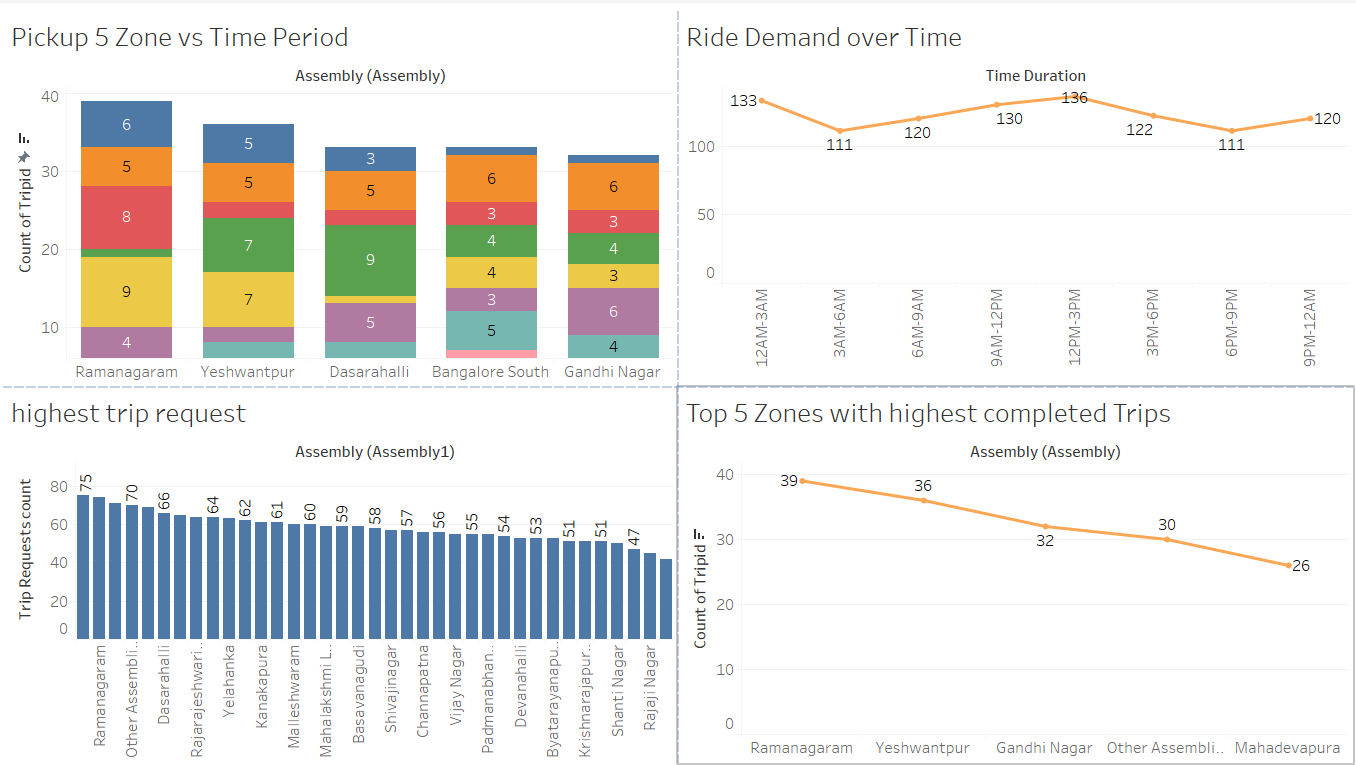 Pickup 5 Zone vs Time Period
Assembly (Assembly)
Count of Tripid
40
30
20
10
6
5
8
9
4
5
5
7
7
3
5
9
5
6
3
4
4
3
5
6
3
4
3
6
4
Ramanagaram
Yeshwantpur
Dasarahalli
Bangalore South
Gandhi Nagar
Ride Demand over Time
Time Duration
100
50
0
133
111
120
130
136
122
111
120
12AM-3AM
3AM-6AM
6AM-9AM
9AM-12PM
12PM-3PM
3PM-6PM
6PM-9PM
9PM-12AM
highest trip request
Assembly (Assembly1)
Trip Requests count
80
60
40
20
0
75
70
66
64
62
61
60
59
58
57
56
55
54
53
51
51
47
Ramanagaram
Other Assembli..
Dasarahalli
Rajarajeshwari..
Yelahanka
Kanakapura
Malleshwaram
Mahalakshmi L..
Basavanagudi
Shivajinagar
Channapatna
Vijay Nagar
Padmanabhan..
Devanahalli
Byatarayanapu..
Krishnarajapur..
Shanti Nagar
Rajaji Nagar
Top 5 Zones with highest completed Trips
Assembly (Assembly)
Count of Tripid
40
30
20
10
0
39
36
32
30
26
Ramanagaram
Yeshwantpur
Gandhi Nagar
Other Assembli..
Mahadevapura